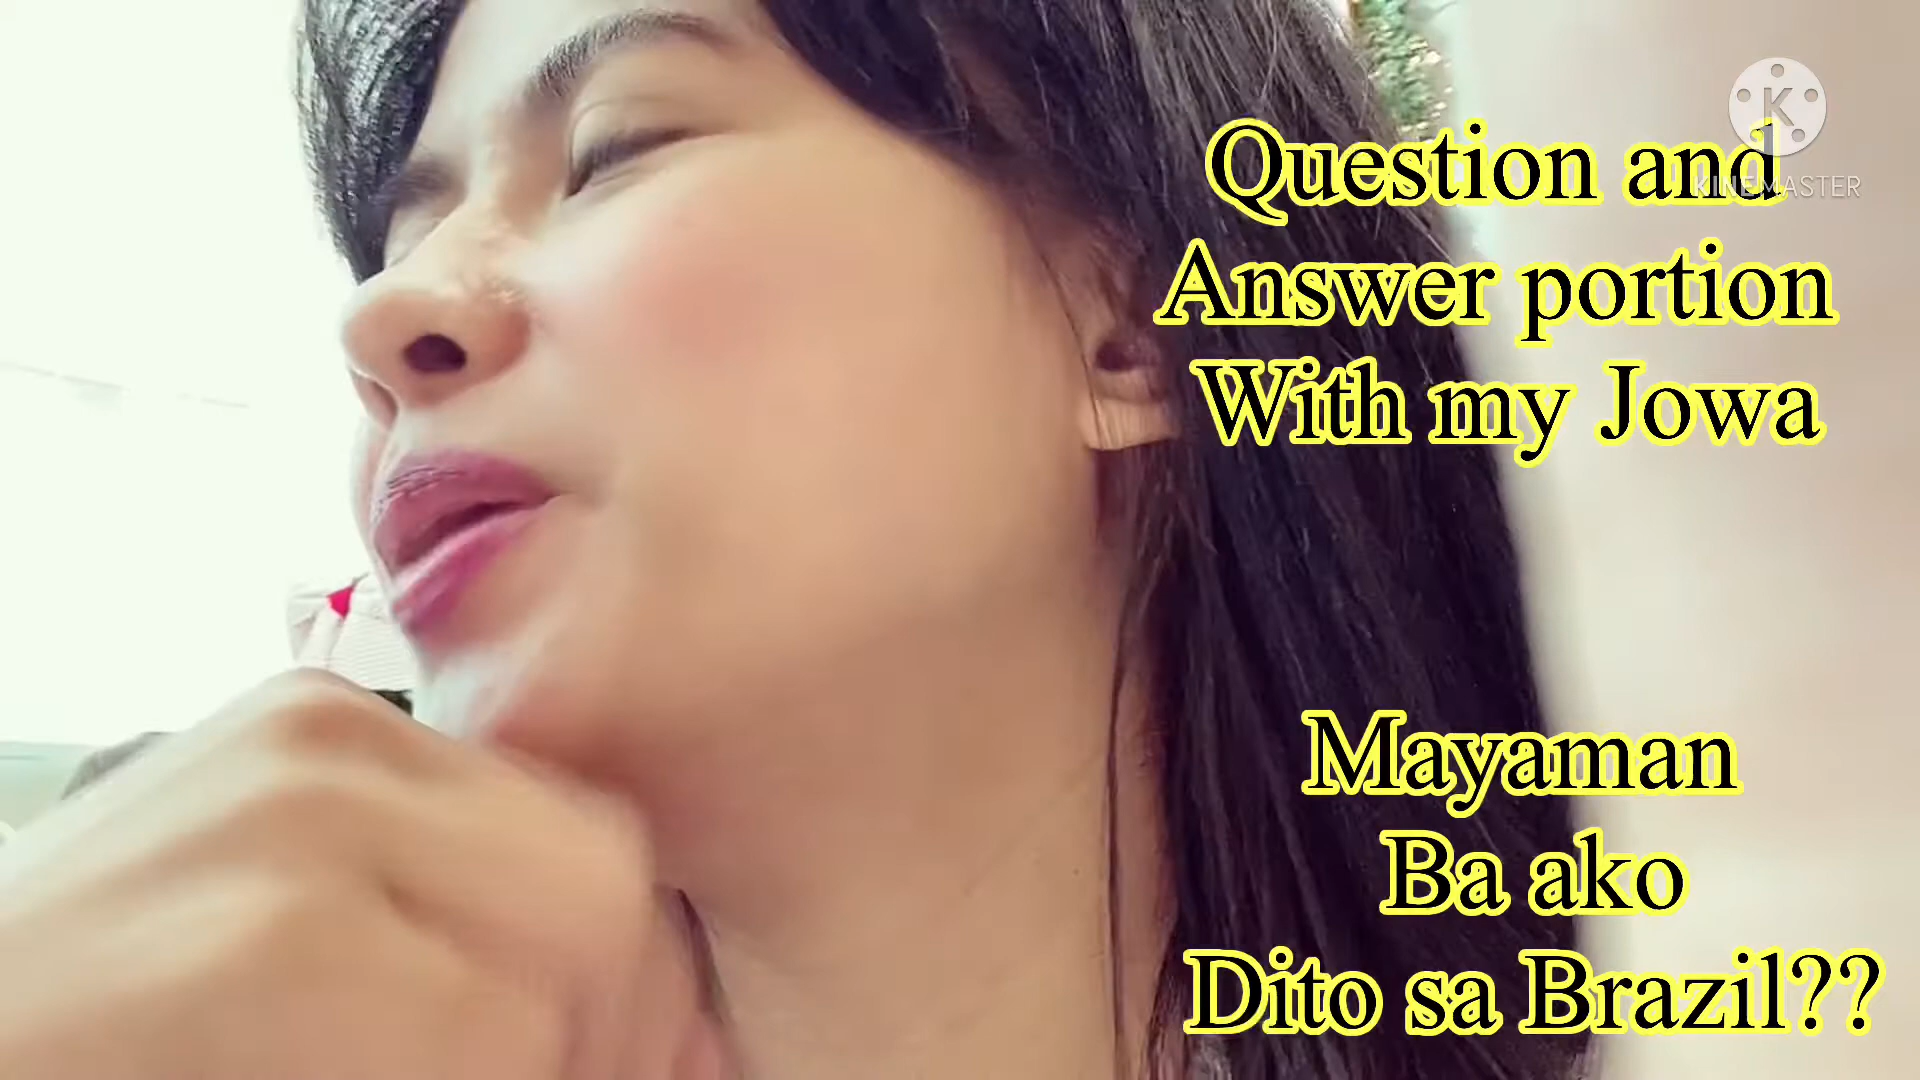 Question and
KINEMASTER
Answer portion
With my Jowa
Mayaman
Ba ako
Dito sa Brazil??